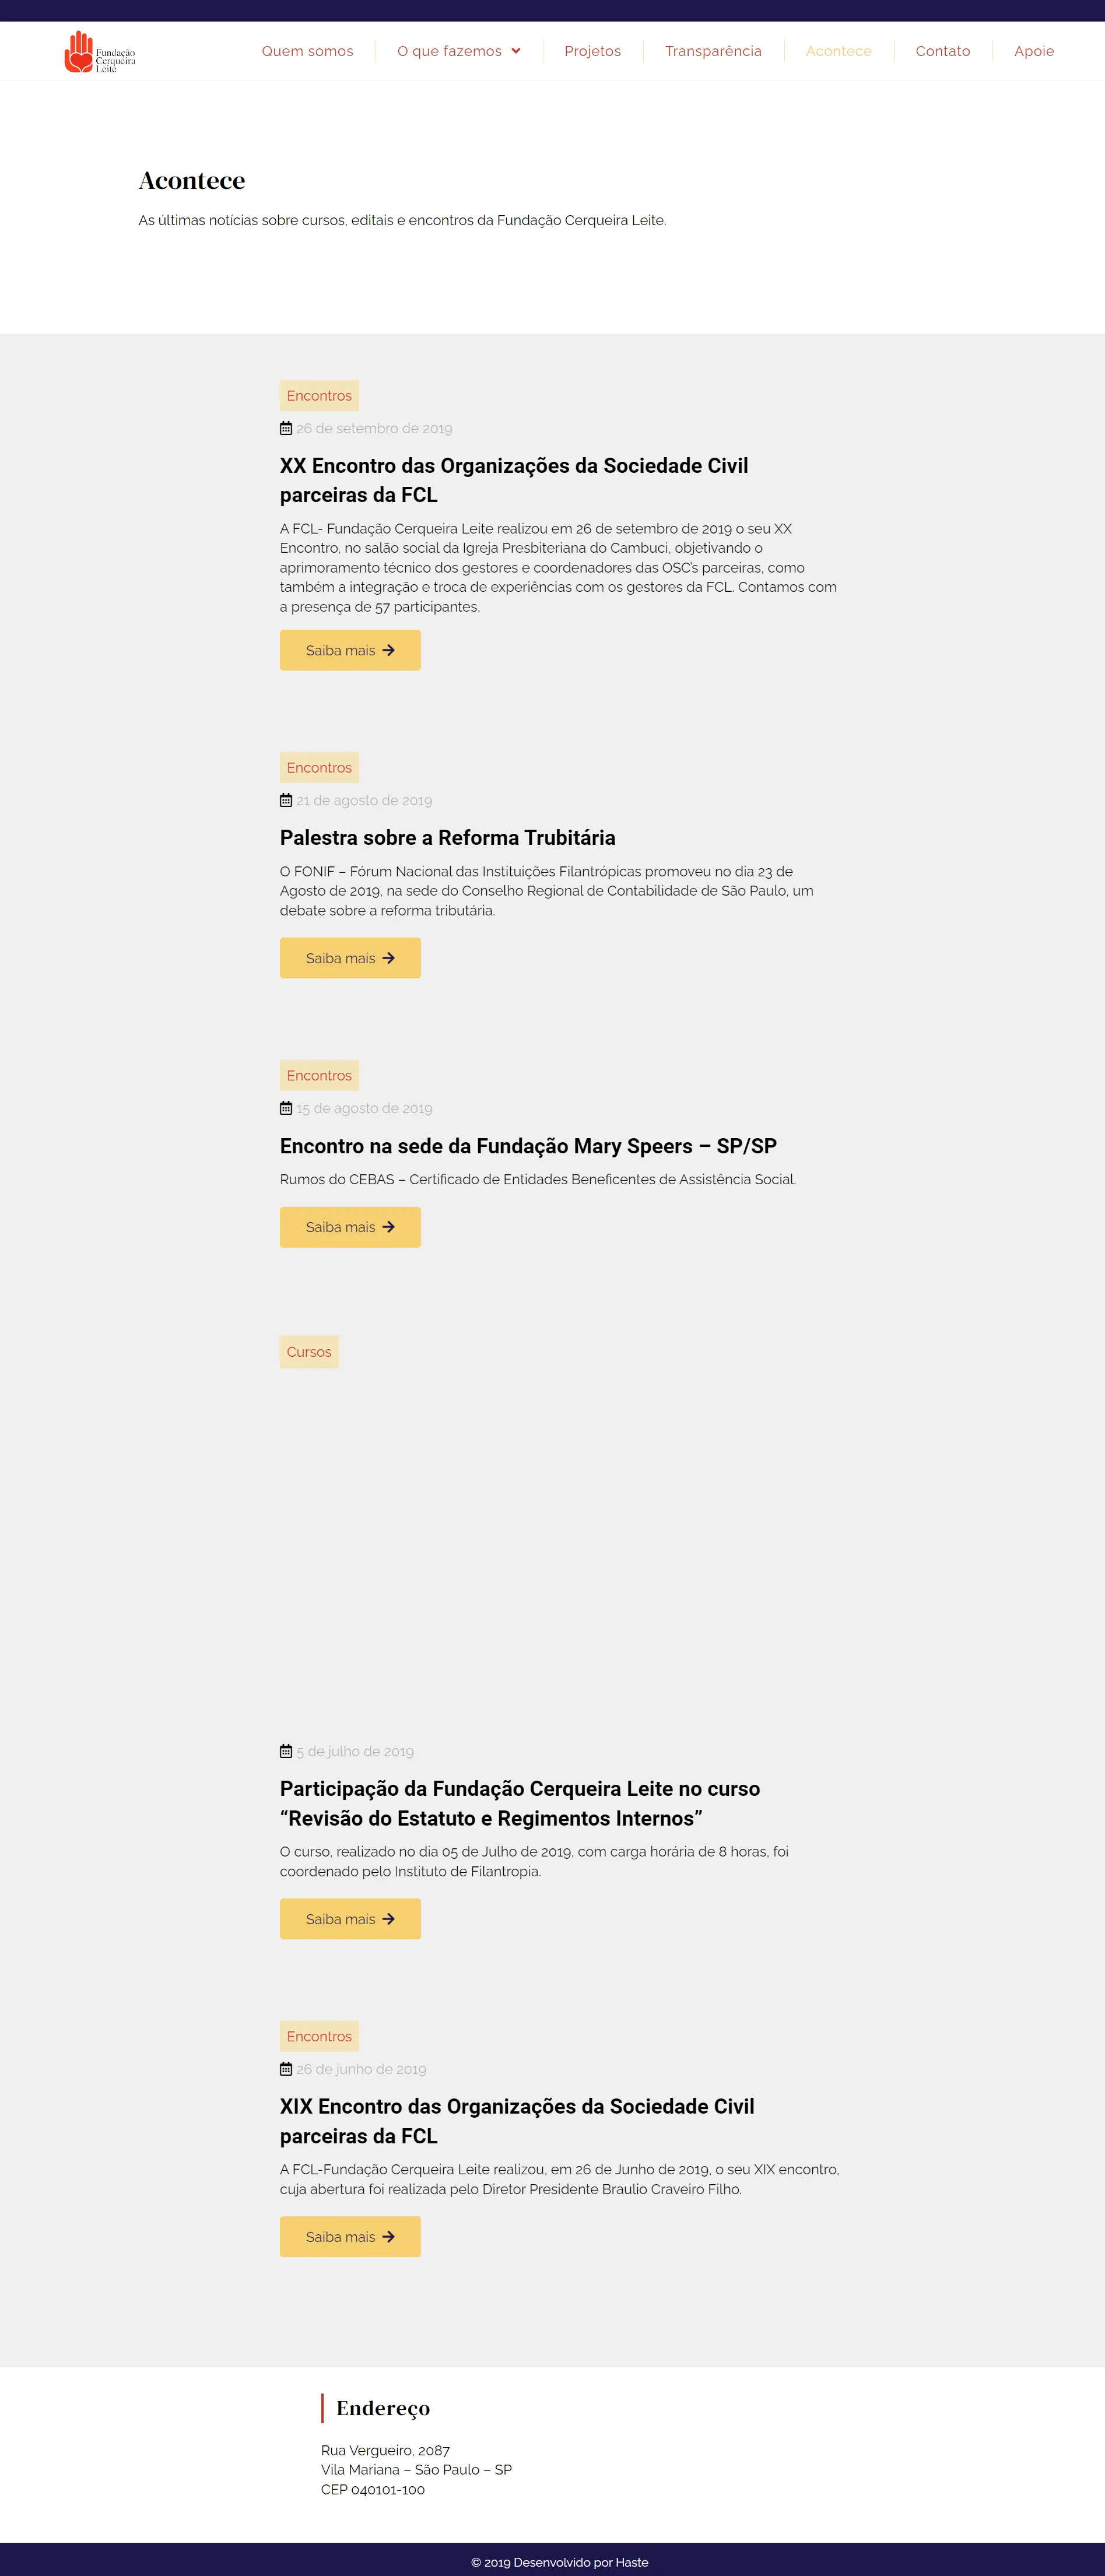 Fundação
Cerqueira
Leite
Quem somos
O que fazemos
Projetos
Transparência
Acontece
Contato
Apoie
Acontece
As últimas notícias sobre cursos, editais e encontros da Fundação Cerqueira Leite.
Encontros
26 de setembro de 2019
XX Encontro das Organizações da Sociedade Civil
parceiras da FCL
A FCL- Fundação Cerqueira Leite realizou em 26 de setembro de 2019 o seu XX
Encontro, no salão social da Igreja Presbiteriana do Cambuci, objetivando o
aprimoramento técnico dos gestores e coordenadores das OSC’s parceiras, como
também a integração e troca de experiências com os gestores da FCL. Contamos com
a presença de 57 participantes,
Saiba mais
Encontros
21 de agosto de 2019
Palestra sobre a Reforma Trubitária
O FONIF – Fórum Nacional das Instituições Filantrópicas promoveu no dia 23 de
Agosto de 2019, na sede do Conselho Regional de Contabilidade de São Paulo, um
debate sobre a reforma tributária.
Saiba mais
Encontros
15 de agosto de 2019
Encontro na sede da Fundação Mary Speers – SP/SP
Rumos do CEBAS – Certificado de Entidades Beneficentes de Assistência Social.
Saiba mais
Cursos
5 de julho de 2019
Participação da Fundação Cerqueira Leite no curso
“Revisão do Estatuto e Regimentos Internos”
O curso, realizado no dia 05 de Julho de 2019, com carga horária de 8 horas, foi
coordenado pelo Instituto de Filantropia.
Saiba mais
Encontros
26 de junho de 2019
XIX Encontro das Organizações da Sociedade Civil
parceiras da FCL
A FCL-Fundação Cerqueira Leite realizou, em 26 de Junho de 2019, o seu XIX encontro,
cuja abertura foi realizada pelo Diretor Presidente Braulio Craveiro Filho.
Saiba mais
Endereço
Rua Vergueiro, 2087
Vila Mariana – São Paulo – SP
CEP 040101-100
© 2019 Desenvolvido por Haste